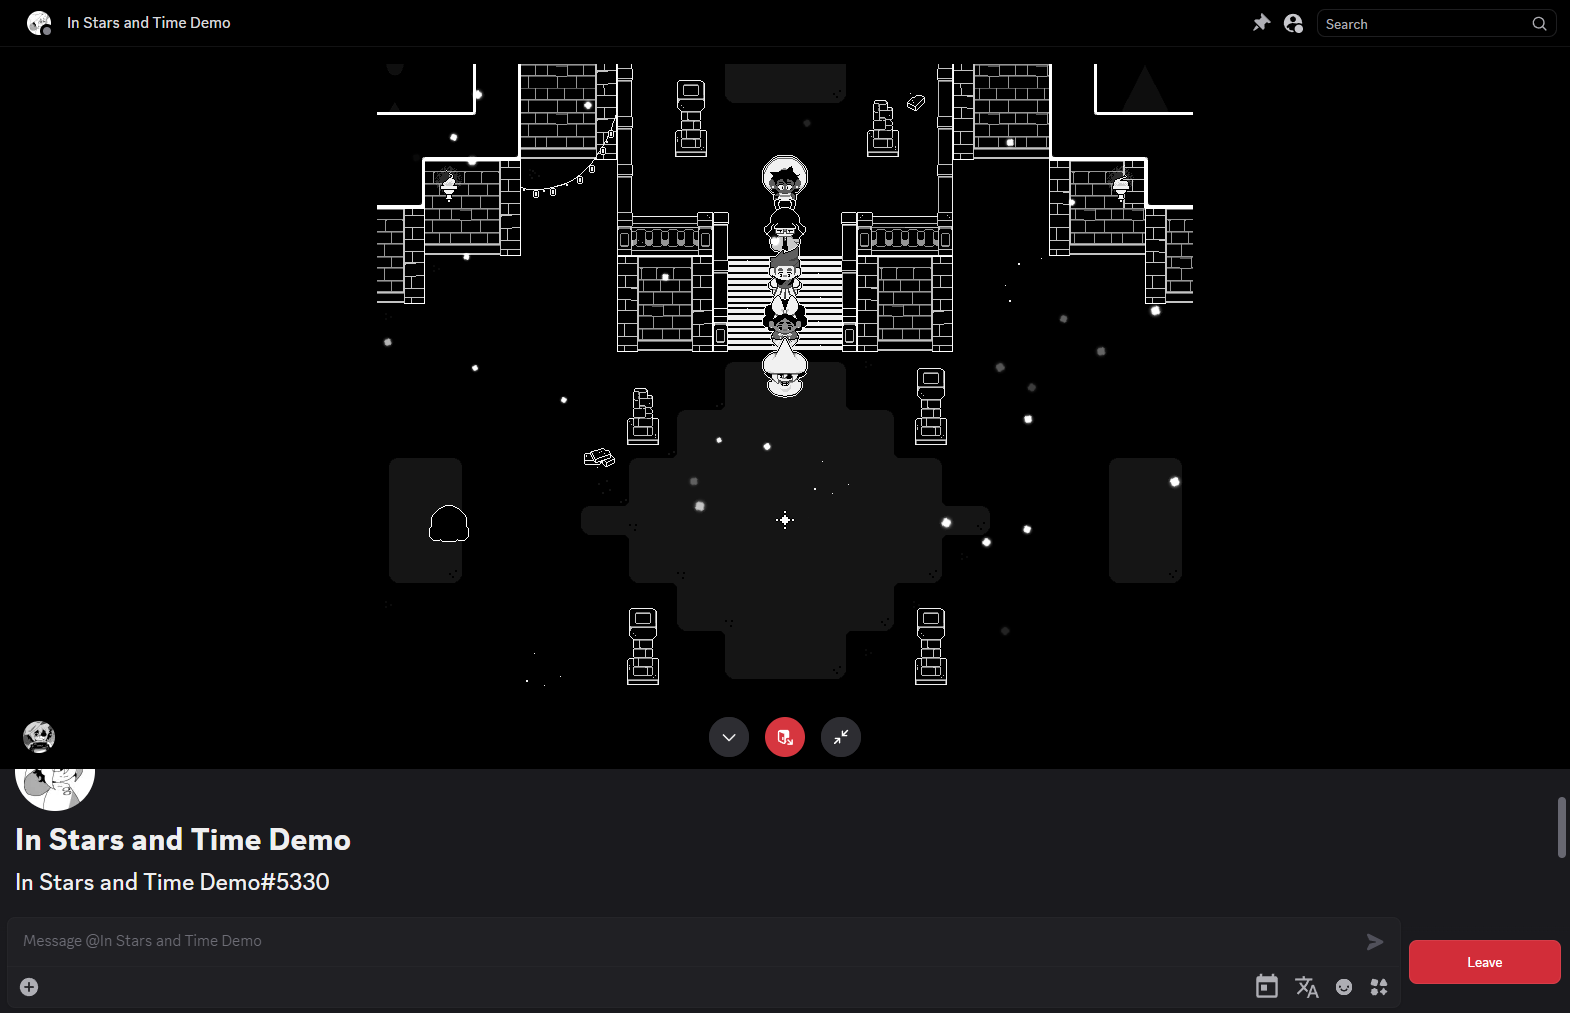 In Stars and Time Demo
Search
In Stars and Time Demo
In Stars and Time Demo#5330
Message @In Stars and Time Demo
Leave